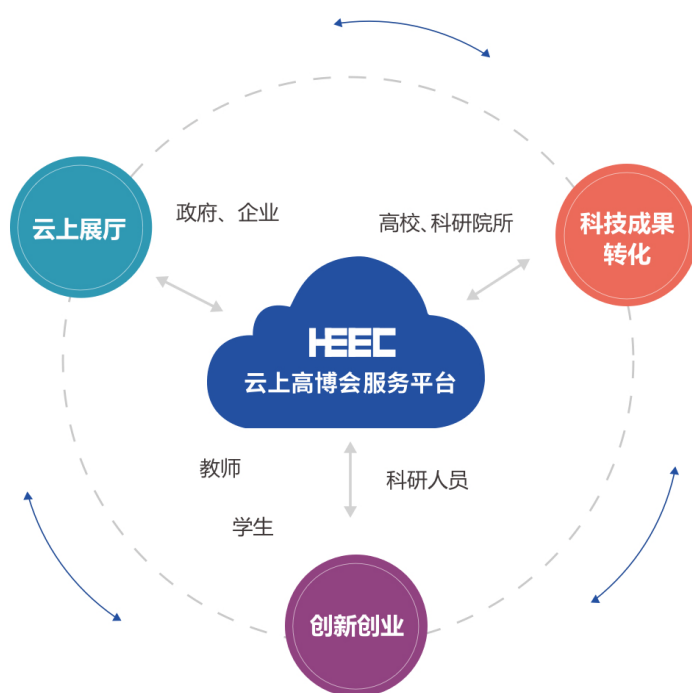 云上展厅
政府、企业
高校、科研院所
科技成果
转化
HEEC
云上高博会服务平台
教师
科研人员
学生
创新创业